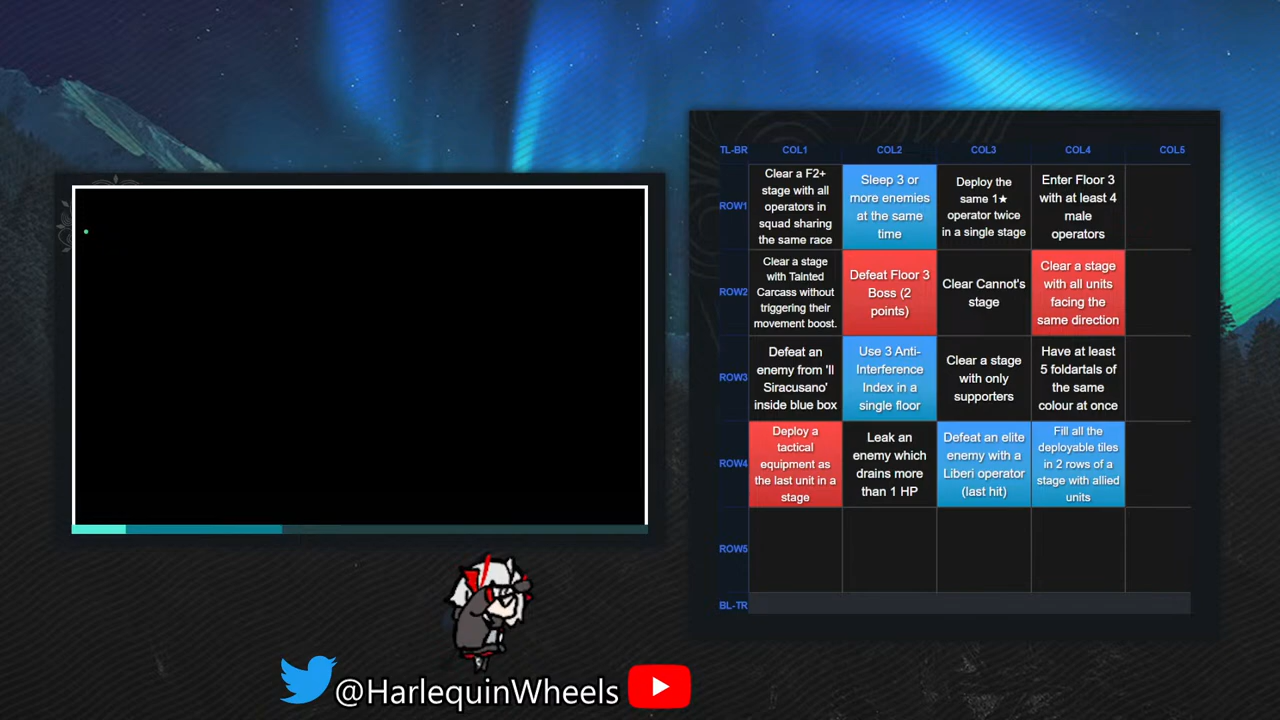 TL-BR COL1 COL2 COL3 COL4 COL5
ROW1
Clear a F2+
stage with all
operators in
squad sharing
the same race
Sleep 3 or
more enemies
at the same
time
Deploy the
same 1★
operator twice
in a single stage
Enter Floor 3
with at least 4
male
operators
ROW2
Clear a stage
with Tainted
Carcass without
triggering their
movement boost.
Defeat Floor 3
Boss (2
points)
Clear Cannot's
stage
Clear a stage
with all units
facing the
same direction
ROW3
Defeat an
enemy from 'Il
Siracusano'
inside blue box
Use 3 Anti-
Interference
Index in a
single floor
Clear a stage
with only
supporters
Have at least
5 foldartals of
the same
colour at once
ROW4
Deploy a
tactical
equipment as
the last unit in a
stage
Leak an
enemy which
drains more
than 1 HP
Defeat an elite
enemy with a
Liberi operator
(last hit)
Fill all the
deployable tiles
in 2 rows of a
stage with allied
units
ROW5
BL-TR
@HarlequinWheels